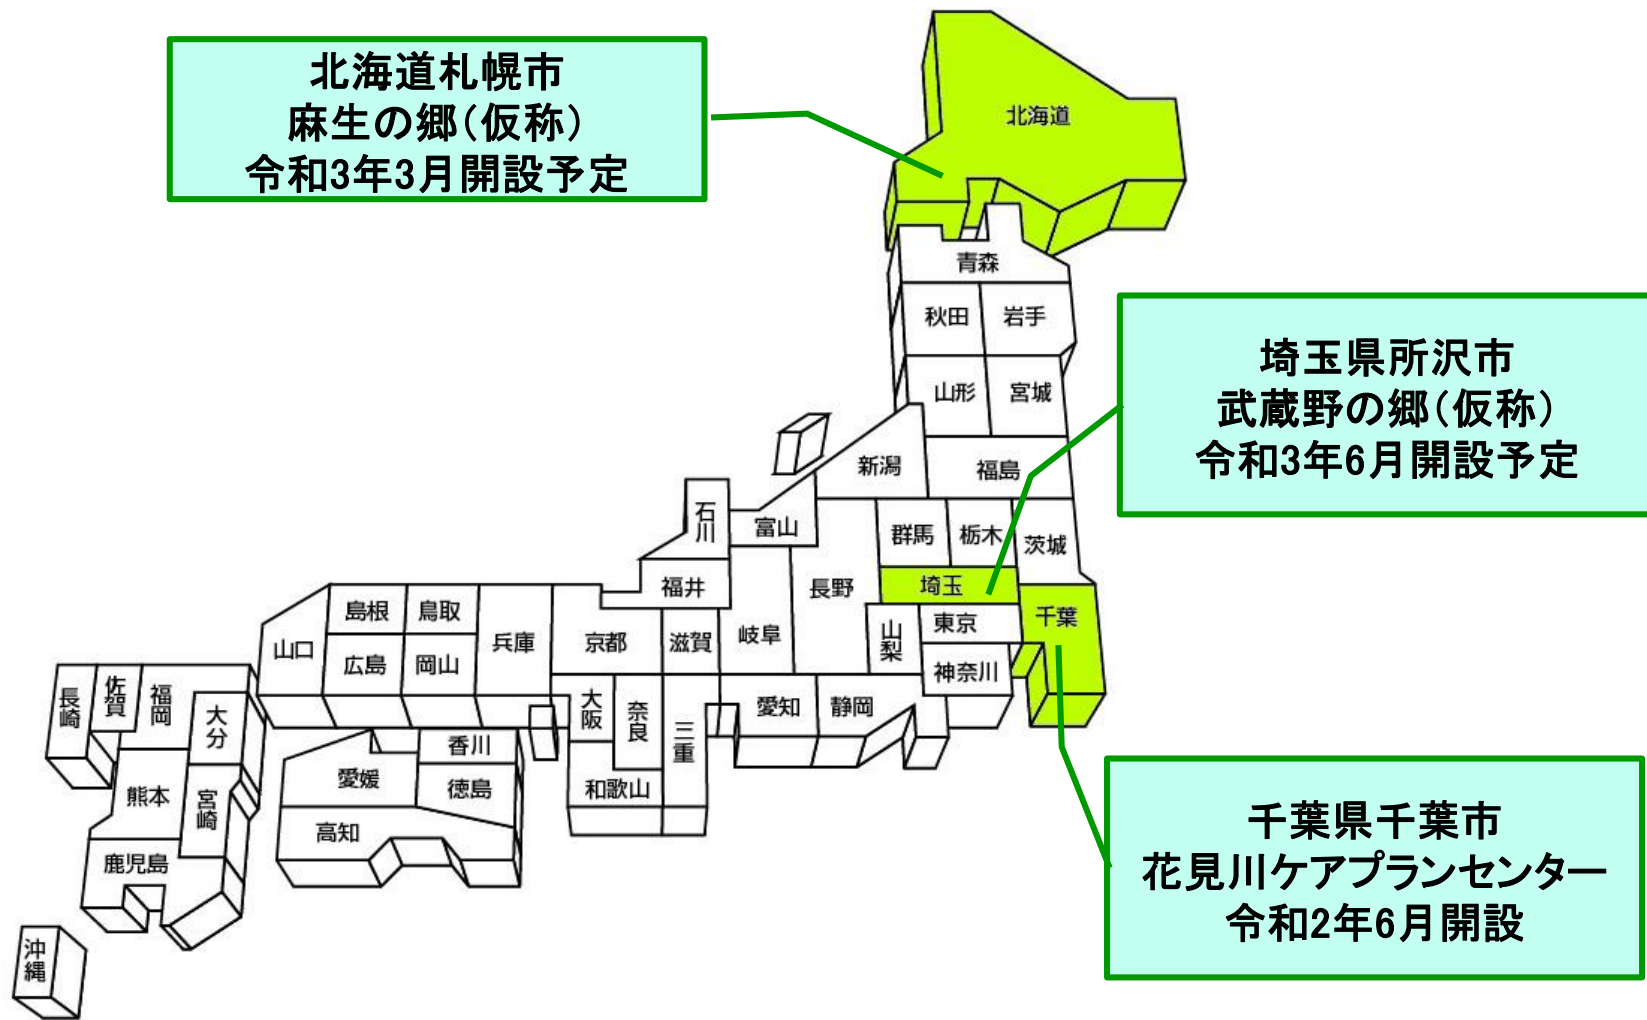 北海道札幌市
麻生の郷(仮称)
令和3年3月開設予定
北海道
青森
秋田
岩手
山形
宮城
新潟
福島
埼玉県所沢市
武蔵野の郷(仮称)
令和3年6月開設予定
石川
富山
群馬
栃木
茨城
福井
長野
埼玉
千葉
島根
鳥取
兵庫
京都
滋賀
岐阜
山梨
東京
山口
広島
岡山
神奈川
長崎
佐賀
福岡
大分
大阪
奈良
三重
愛知
静岡
香川
愛媛
徳島
和歌山
熊本
宮崎
高知
鹿児島
沖縄
千葉県千葉市
花見川ケアプランセンター
令和2年6月開設